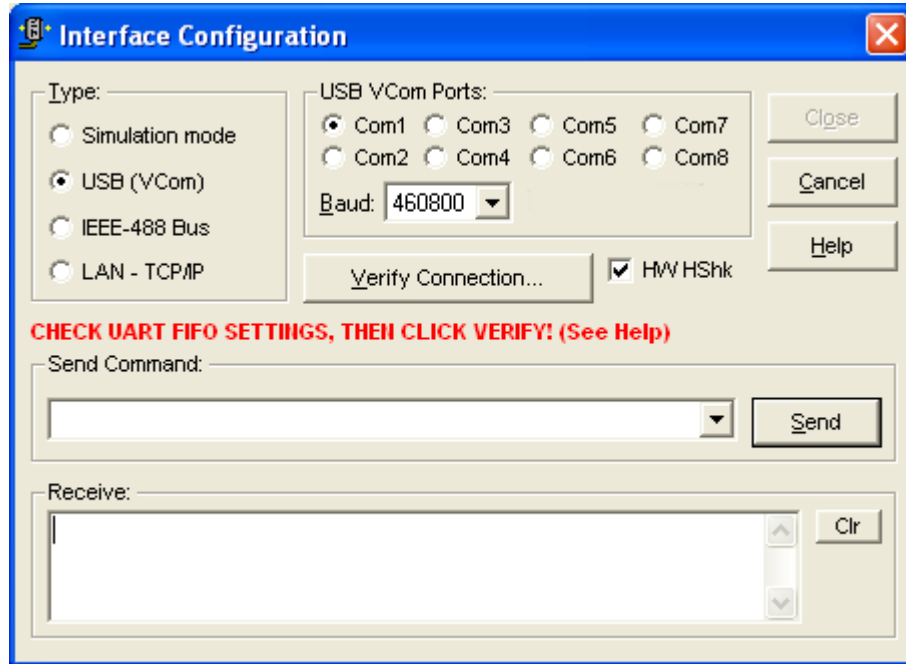 Interface Configuration
Type:
Simulation mode
USB (VCom)
IEEE-488 Bus
LAN - TCP/IP
USB VCom Ports:
Com1 Com3 Com5 Com7
Com2 Com4 Com6 Com8
Baud: 460800
Close
Cancel
Help
Verify Connection...
HW HShk
CHECK UART FIFO SETTINGS, THEN CLICK VERIFY! (See Help)
Send Command:
Send
Receive:
Clr